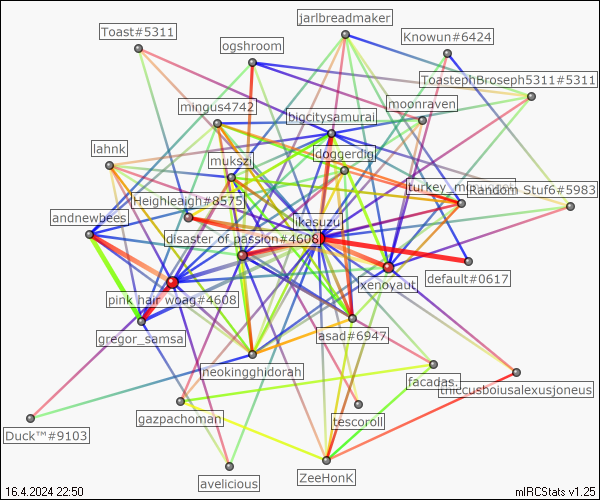 jarlbreadmaker
Toast#5311
Knowun#6424
ogshroom
ToastephBroseph5311#5311
mingus4742
moonraven
bigcitysamurai
lahnk
mukszi
doggerdig
turkey_m
Random Stuf6#5983
Heighleaigh#8575
andnewbees
ikasuzu
disaster of passion#4608
default#0617
xenoyaut
pink hair woag#4608
asad#6947
gregor_samsa
neokingghidorah
facadas.
thiccusboiusalexusjoneus
gazpachoman
tescoroll
Duck™#9103
avelicious
ZeeHonK
16.4.2024 22:50
mIRCStats v1.25